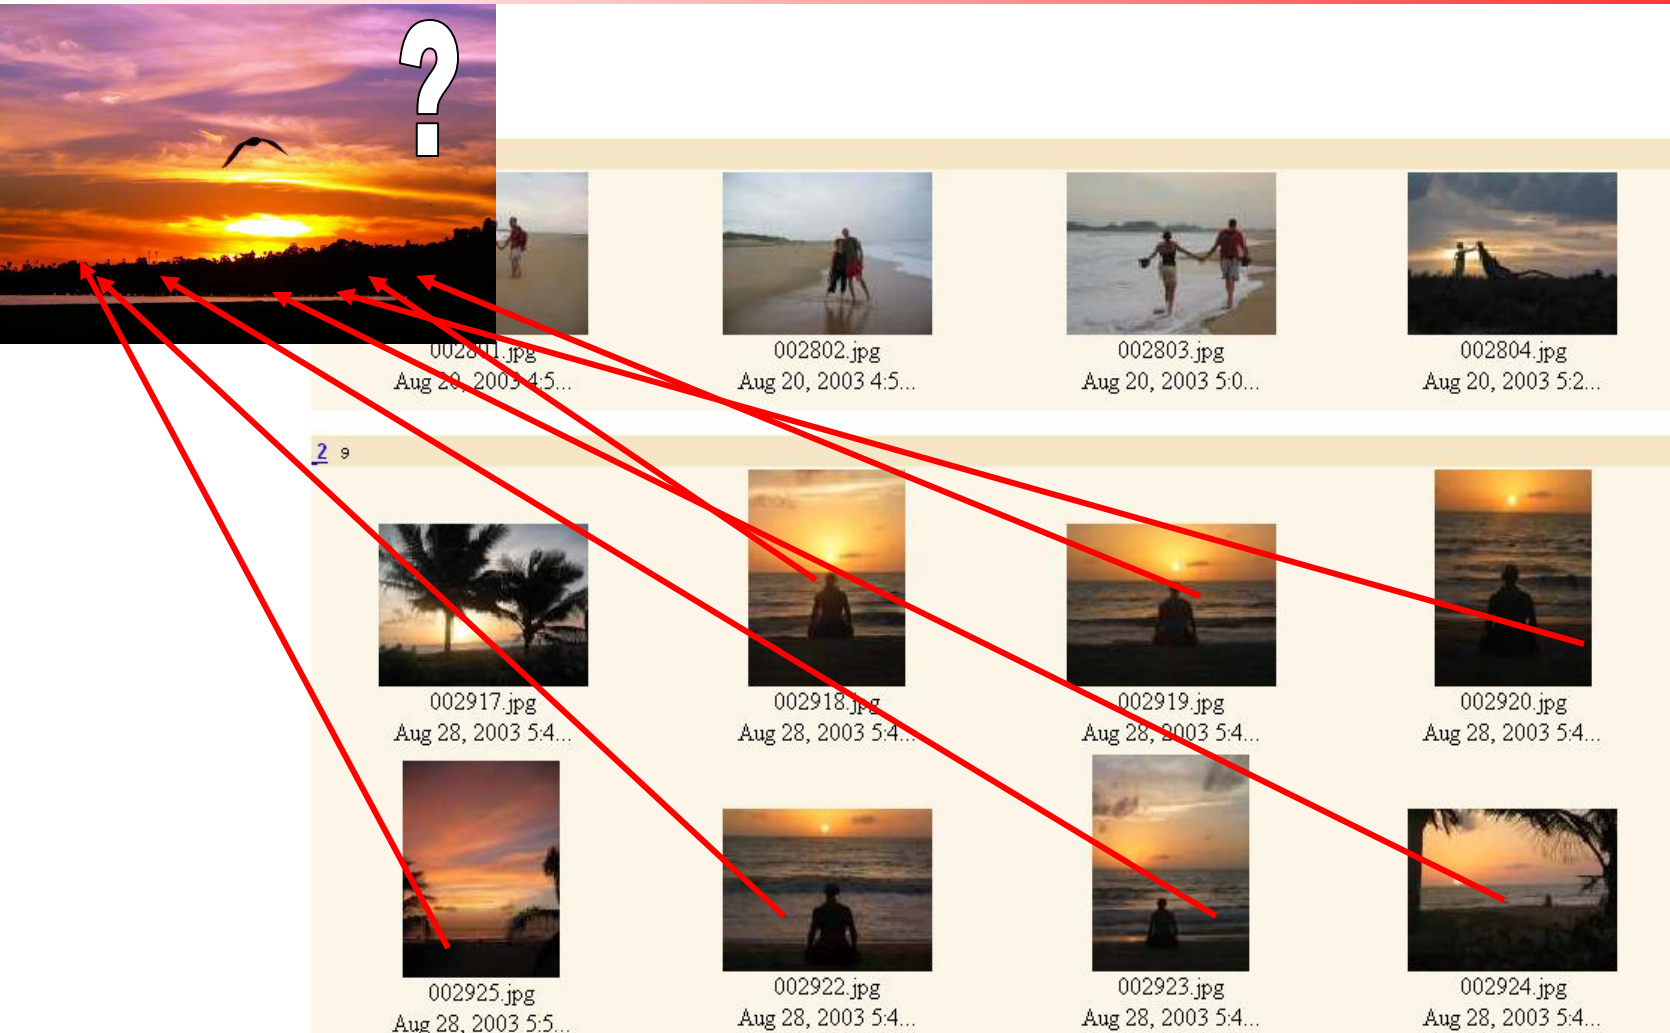 ?
002801.jpg 002802.jpg 002803.jpg 002804.jpg
Aug 20, 2003 4:5... Aug 20, 2003 4:5... Aug 20, 2003 5:0... Aug 20, 2003 5:2...
2 9
002917.jpg 002918.jpg 002919.jpg 002920.jpg
Aug 28, 2003 5:4... Aug 28, 2003 5:4... Aug 28, 2003 5:4... Aug 28, 2003 5:4...
002925.jpg 002922.jpg 002923.jpg 002924.jpg
Aug 28, 2003 5:5... Aug 28, 2003 5:4... Aug 28, 2003 5:4... Aug 28, 2003 5:4...